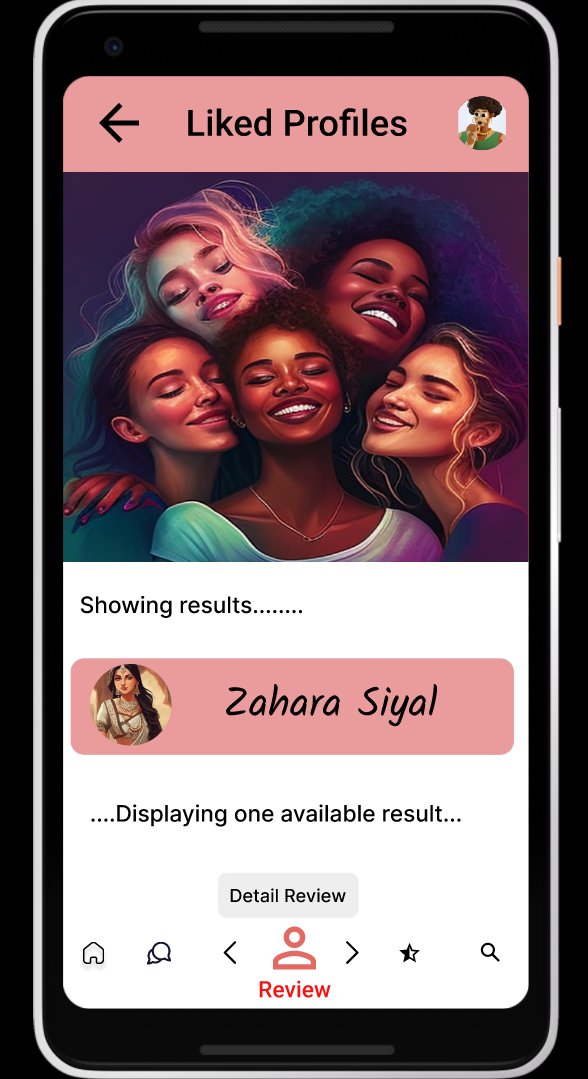 Liked Profiles
Showing results........
Zahara Siyal
....Displaying one available result...
Detail Review
Review